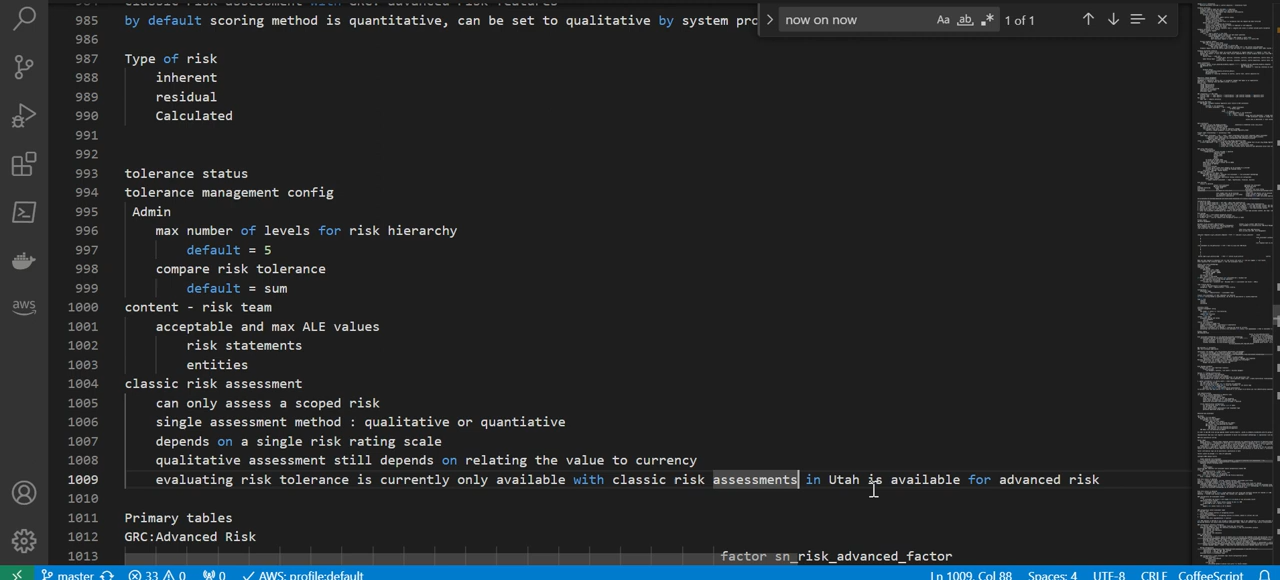 985 by default scoring method is quantitative, can be set to qualitative by system pro
now on now
Aa ab .* 1 of 1
986
987 Type of risk
988 inherent
989 residual
990 Calculated
991
992
993 tolerance status
994 tolerance management config
995 Admin
996 max number of levels for risk hierarchy
997 default = 5
998 compare risk tolerance
999 default = sum
1000 content - risk team
1001 acceptable and max ALE values
1002 risk statements
1003 entities
1004 classic risk assessment
1005 can only assess a scoped risk
1006 single assessment method : qualitative or quantiative
1007 depends on a single risk rating scale
1008 qualitative assessment still depends on relating the value to currency
1009 evaluating risk tolerance is currently only available with classic risk assessments in Utah is available for advanced risk
1010
1011 Primary tables
1012 GRC:Advanced Risk
1013 factor sn_risk_advanced_factor
aws
master 33 0 0 AWS: profile:default Ln 1009, Col 88 Spaces: 4 UTF-8 CRLF CoffeeScript